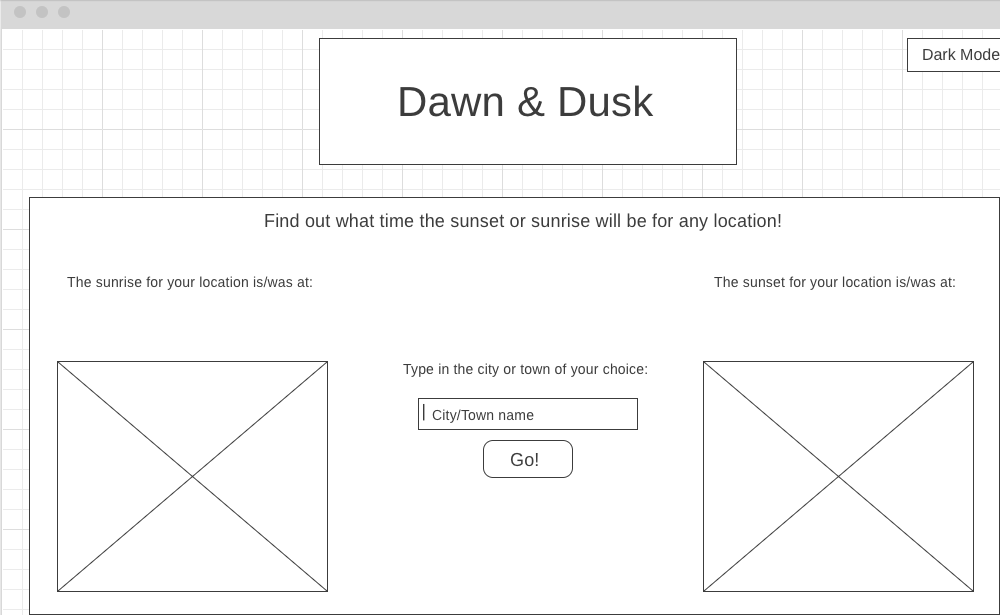 Dawn & Dusk
Dark Mode
Find out what time the sunset or sunrise will be for any location!
The sunrise for your location is/was at:
The sunset for your location is/was at:
Type in the city or town of your choice:
City/Town name
Go!